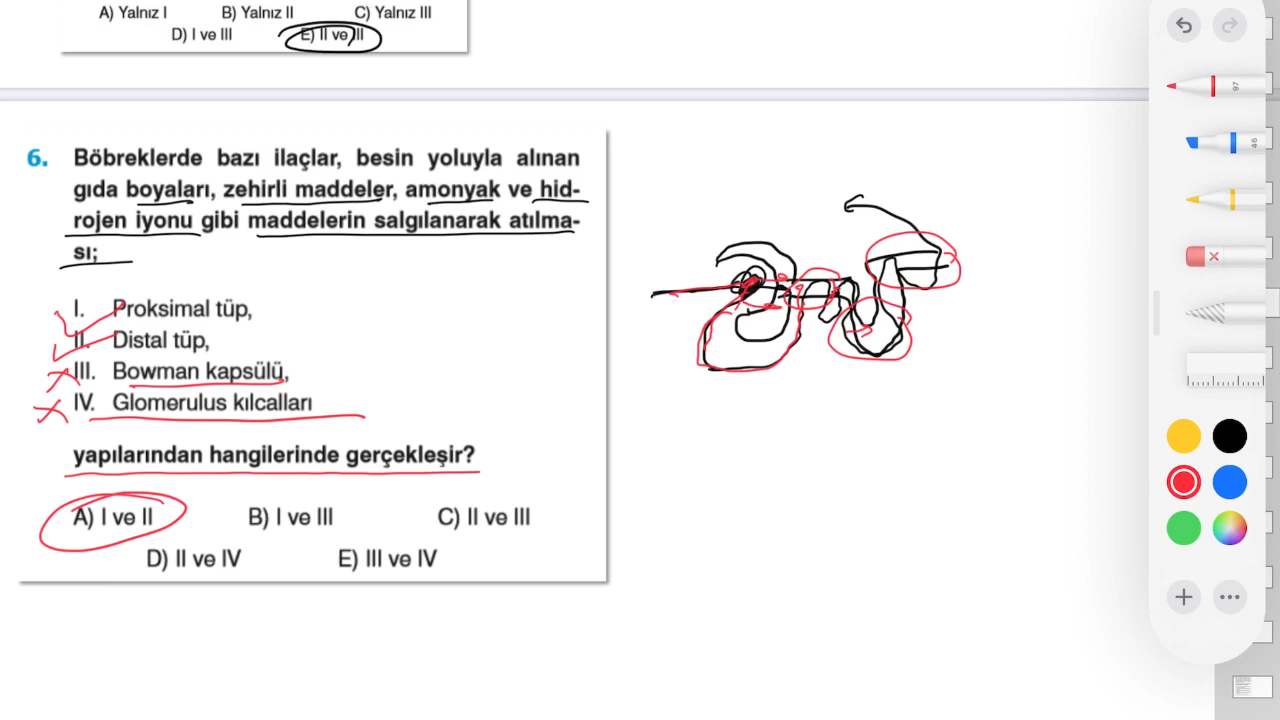 A) Yalnız I B) Yalnız II C) Yalnız III
D) I ve III E) II ve III
6. Böbreklerde bazı ilaçlar, besin yoluyla alınan
gıda boyaları, zehirli maddeler, amonyak ve hid-
rojen iyonu gibi maddelerin salgılanarak atılma-
sı;
I. Proksimal tüp,
II. Distal tüp,
III. Bowman kapsülü,
IV. Glomerulus kılcalları
yapılarından hangilerinde gerçekleşir?
A) I ve II B) I ve III C) II ve III
D) II ve IV E) III ve IV
97
46